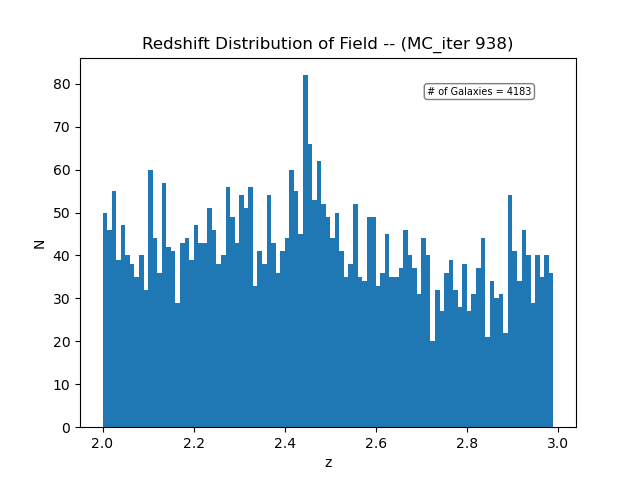 Redshift Distribution of Field -- (MC_iter 938)
# of Galaxies = 4183
80
70
60
50
40
30
20
10
0
N
2.0 2.2 2.4 2.6 2.8 3.0
z